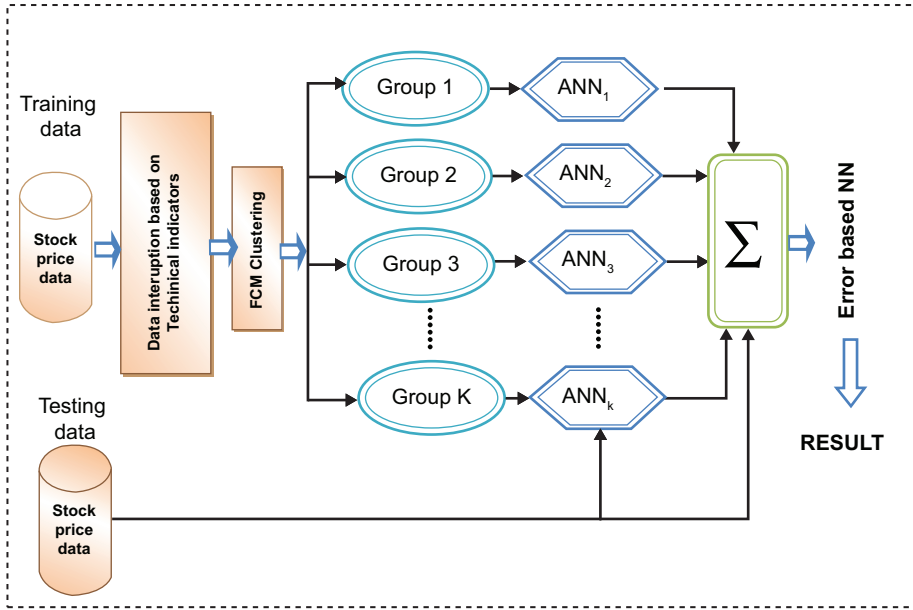 Training
data
Stock
price
data
Data interuption based on
Techinical indicators
FCM Clustering
Group 1
ANN1
Group 2
ANN2
Group 3
ANN3
Group K
ANNk
Σ
Error based NN
RESULT
Testing
data
Stock
price
data